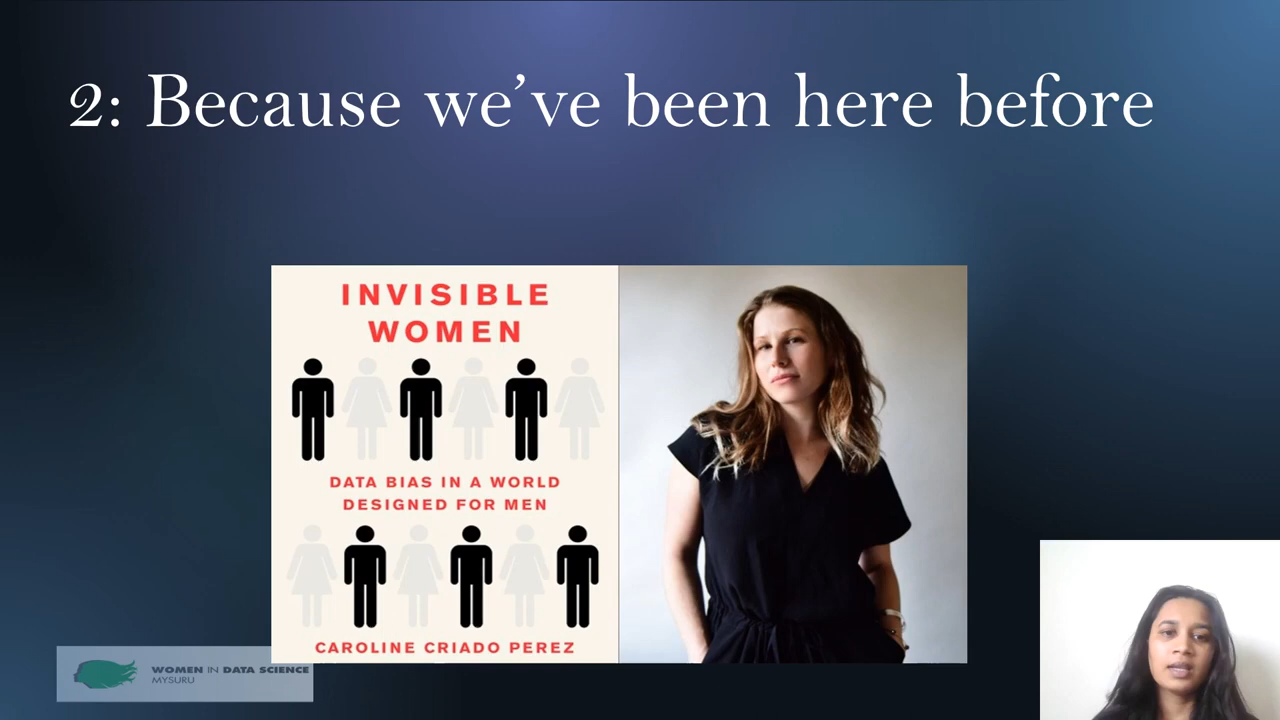 2: Because we’ve been here before
INVISIBLE
WOMEN
DATA BIAS IN A WORLD
DESIGNED FOR MEN
CAROLINE CRIADO PEREZ
WOMEN IN DATA SCIENCE
MYSURU